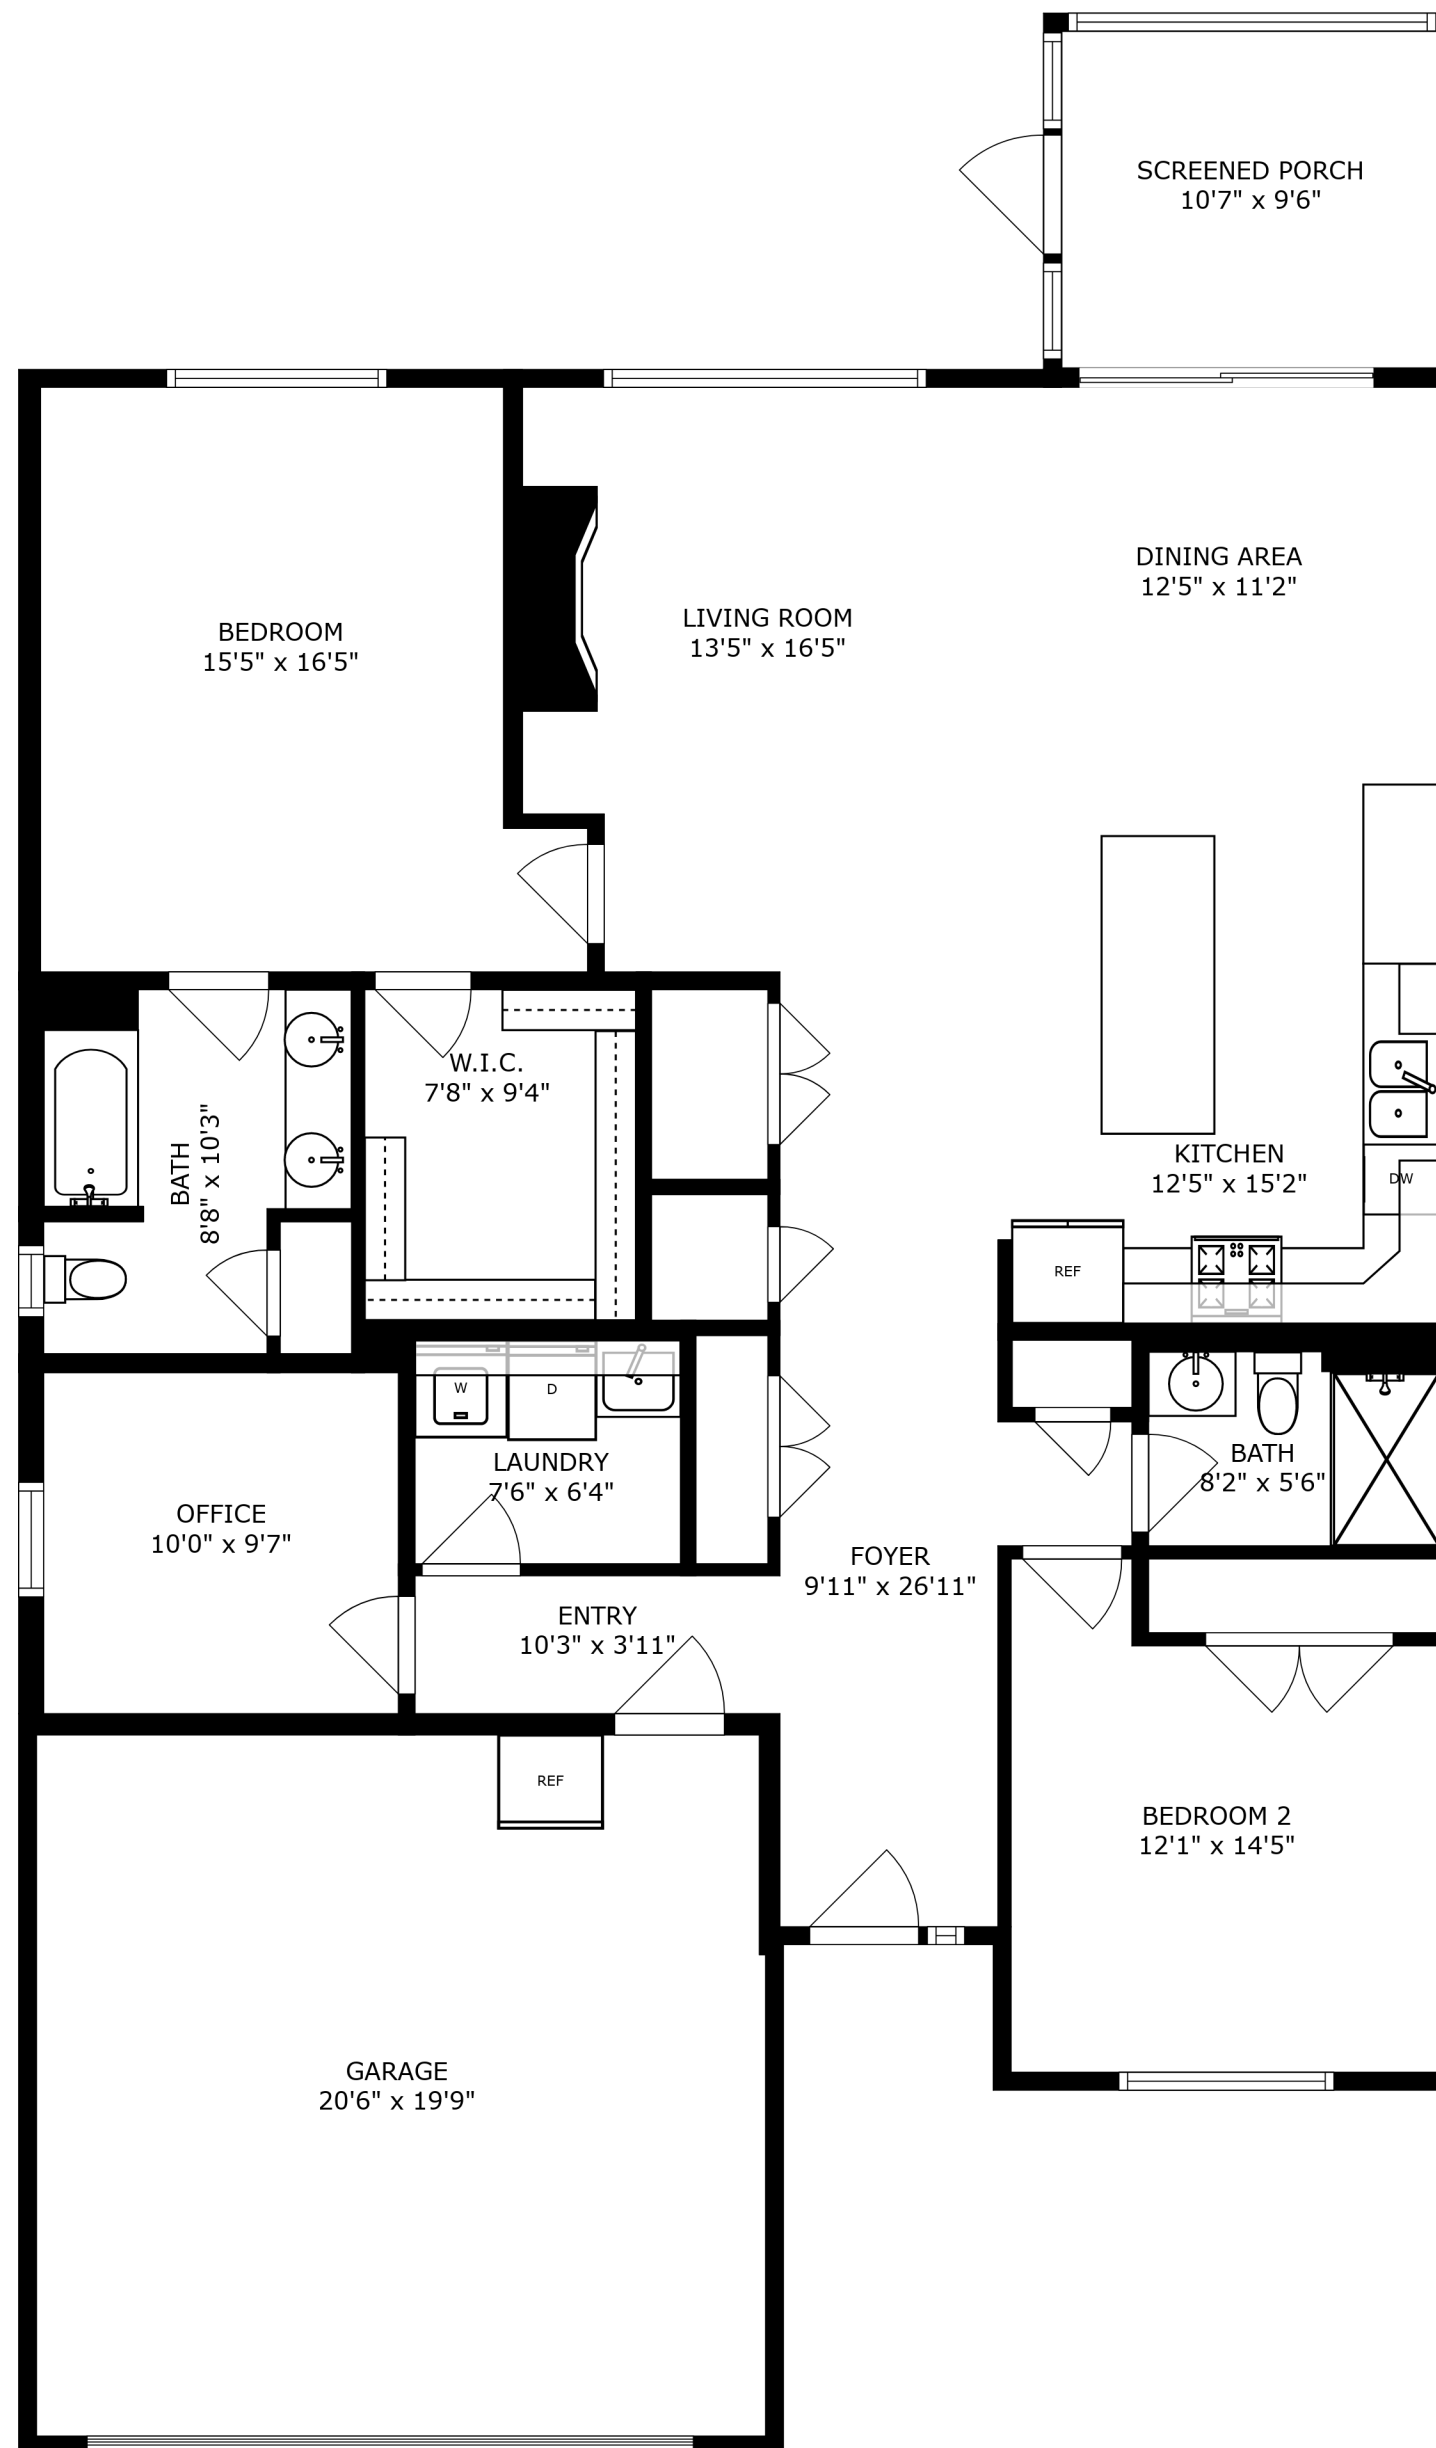 SCREENED PORCH
10'7" x 9'6"
DINING AREA
12'5" x 11'2"
LIVING ROOM
13'5" x 16'5"
BEDROOM
15'5" x 16'5"
W.I.C.
7'8" x 9'4"
BATH
8'8" x 10'3"
KITCHEN
12'5" x 15'2"
DW
REF
W
D
LAUNDRY
7'6" x 6'4"
BATH
8'2" x 5'6"
OFFICE
10'0" x 9'7"
FOYER
9'11" x 26'11"
ENTRY
10'3" x 3'11"
REF
BEDROOM 2
12'1" x 14'5"
GARAGE
20'6" x 19'9"